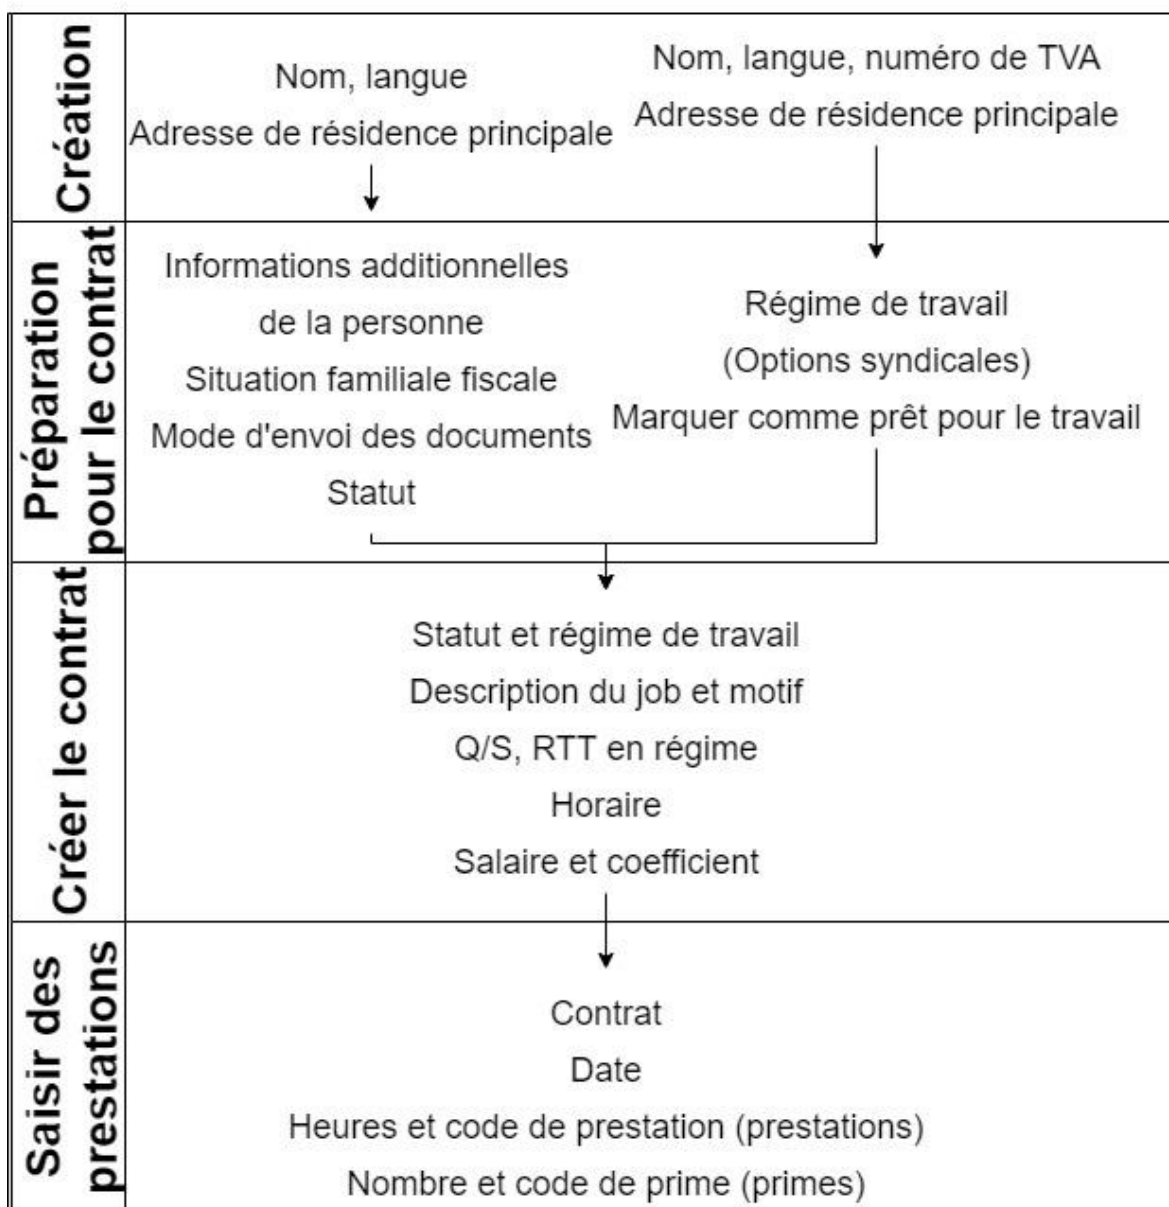 Création
Nom, langue
Adresse de résidence principale
Nom, langue, numéro de TVA
Adresse de résidence principale
Préparation
pour le contrat
Informations additionnelles
de la personne
Situation familiale fiscale
Mode d'envoi des documents
Statut
Régime de travail
(Options syndicales)
Marquer comme prêt pour le travail
Créer le contrat
Statut et régime de travail
Description du job et motif
Q/S, RTT en régime
Horaire
Salaire et coefficient
Saisir des
prestations
Contrat
Date
Heures et code de prestation (prestations)
Nombre et code de prime (primes)